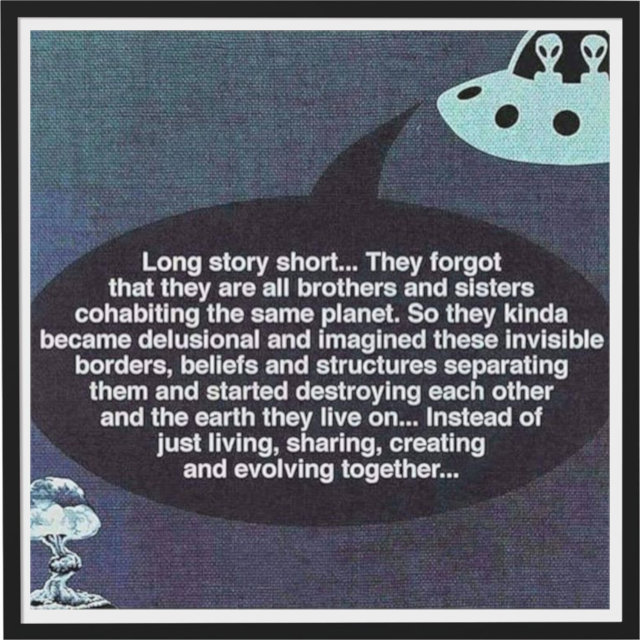 Long story short... They forgot
that they are all brothers and sisters
cohabiting the same planet. So they kinda
became delusional and imagined these invisible
borders, beliefs and structures separating
them and started destroying each other
and the earth they live on... Instead of
just living, sharing, creating
and evolving together...